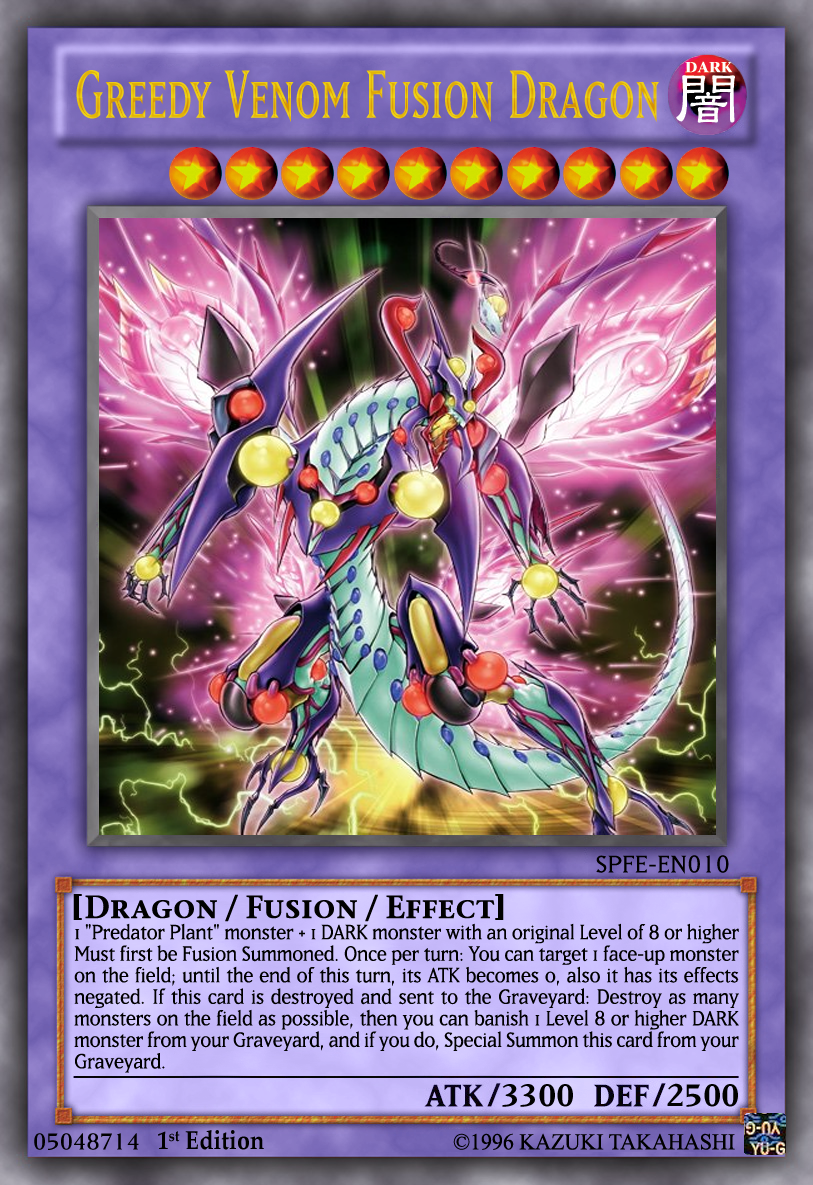 GREEDY VENOM FUSION DRAGON
DARK
闇
SPFE-EN010
[DRAGON / FUSION / EFFECT]
1 "Predator Plant" monster + 1 DARK monster with an original Level of 8 or higher
Must first be Fusion Summoned. Once per turn: You can target 1 face-up monster
on the field; until the end of this turn, its ATK becomes 0, also it has its effects
negated. If this card is destroyed and sent to the Graveyard: Destroy as many
monsters on the field as possible, then you can banish 1 Level 8 or higher DARK
monster from your Graveyard, and if you do, Special Summon this card from your
Graveyard.
ATK/3300 DEF/2500
05048714 1st Edition ©1996 KAZUKI TAKAHASHI